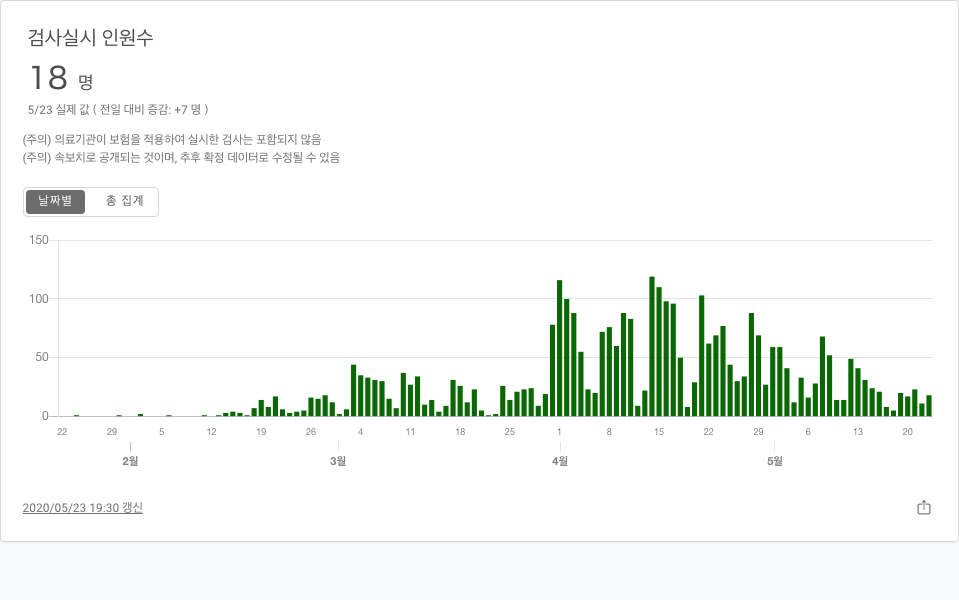 검사실시 인원수
18 명
5/23 실제 값 ( 전일 대비 증감: +7 명 )
(주의) 의료기관이 보험을 적용하여 실시한 검사는 포함되지 않음
(주의) 속보치로 공개되는 것이며, 추후 확정 데이터로 수정될 수 있음
날짜별 총 집계
150
100
50
0
22 29 5 12 19 26 4 11 18 25 1 8 15 22 29 6 13 20
2월 3월 4월 5월
2020/05/23 19:30 갱신